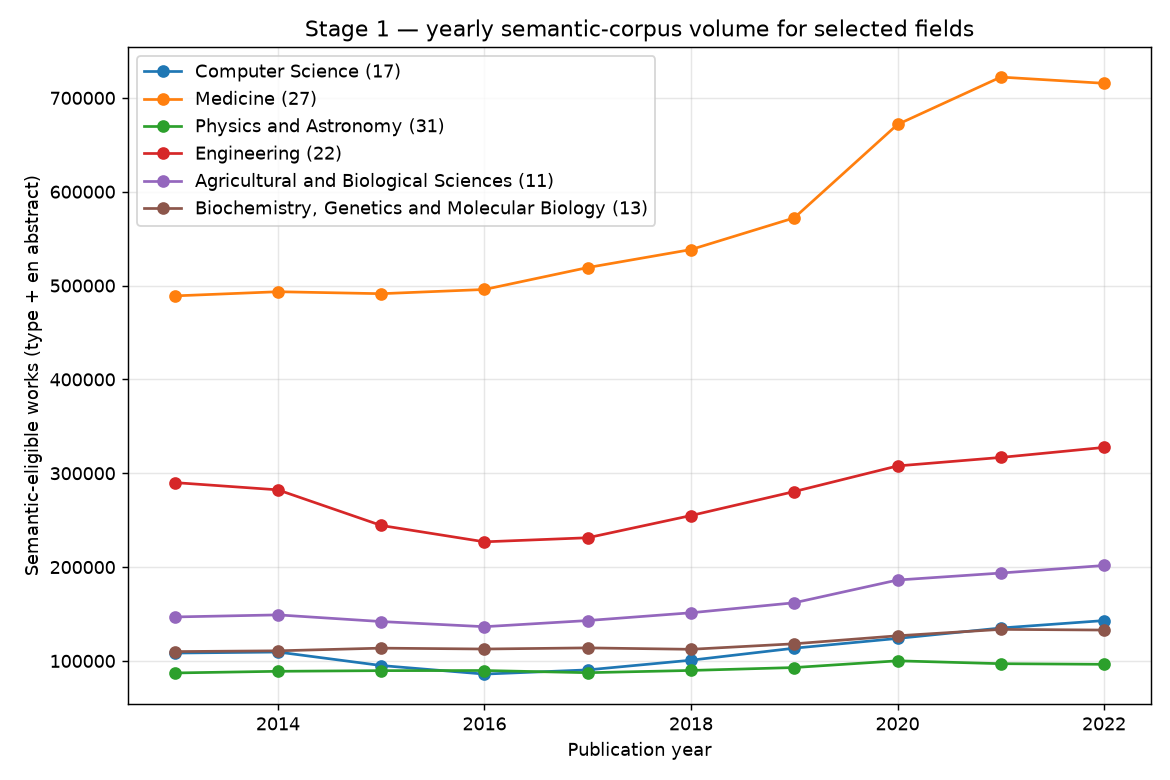 Stage 1 — yearly semantic-corpus volume for selected fields
Computer Science (17)
Medicine (27)
Physics and Astronomy (31)
Engineering (22)
Agricultural and Biological Sciences (11)
Biochemistry, Genetics and Molecular Biology (13)
Semantic-eligible works (type + en abstract)
700000
600000
500000
400000
300000
200000
100000
2014 2016 2018 2020 2022
Publication year